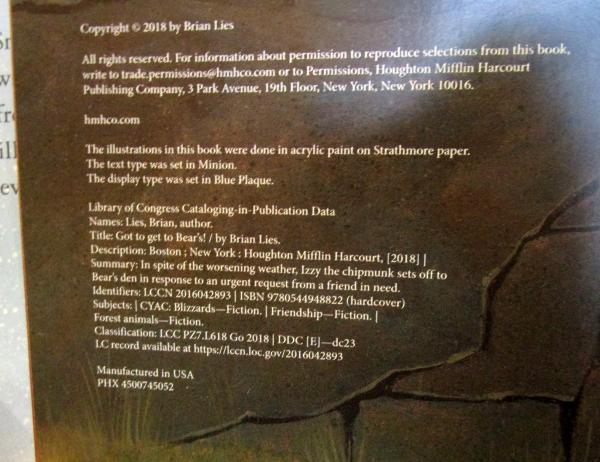 Copyright © 2018 by Brian Lies
All rights reserved. For information about permission to reproduce selections from this book,
write to trade.permissions@hmhco.com or to Permissions, Houghton Mifflin Harcourt
Publishing Company, 3 Park Avenue, 19th Floor, New York, New York 10016.
hmhco.com
The illustrations in this book were done in acrylic paint on Strathmore paper.
The text type was set in Minion.
The display type was set in Blue Plaque.
Library of Congress Cataloging-in-Publication Data
Names: Lies, Brian, author.
Title: Got to get to Bear's! / by Brian Lies.
Description: Boston ; New York : Houghton Mifflin Harcourt, [2018] |
Summary: In spite of the worsening weather, Izzy the chipmunk sets off to
Bear's den in response to an urgent request from a friend in need.
Identifiers: LCCN 2016042893 | ISBN 9780544948822 (hardcover)
Subjects: | CYAC: Blizzards—Fiction. | Friendship—Fiction. |
Forest animals—Fiction.
Classification: LCC PZ7.L618 Go 2018 | DDC [E]—dc23
LC record available at https://lccn.loc.gov/2016042893
Manufactured in USA
PHX 4500745052